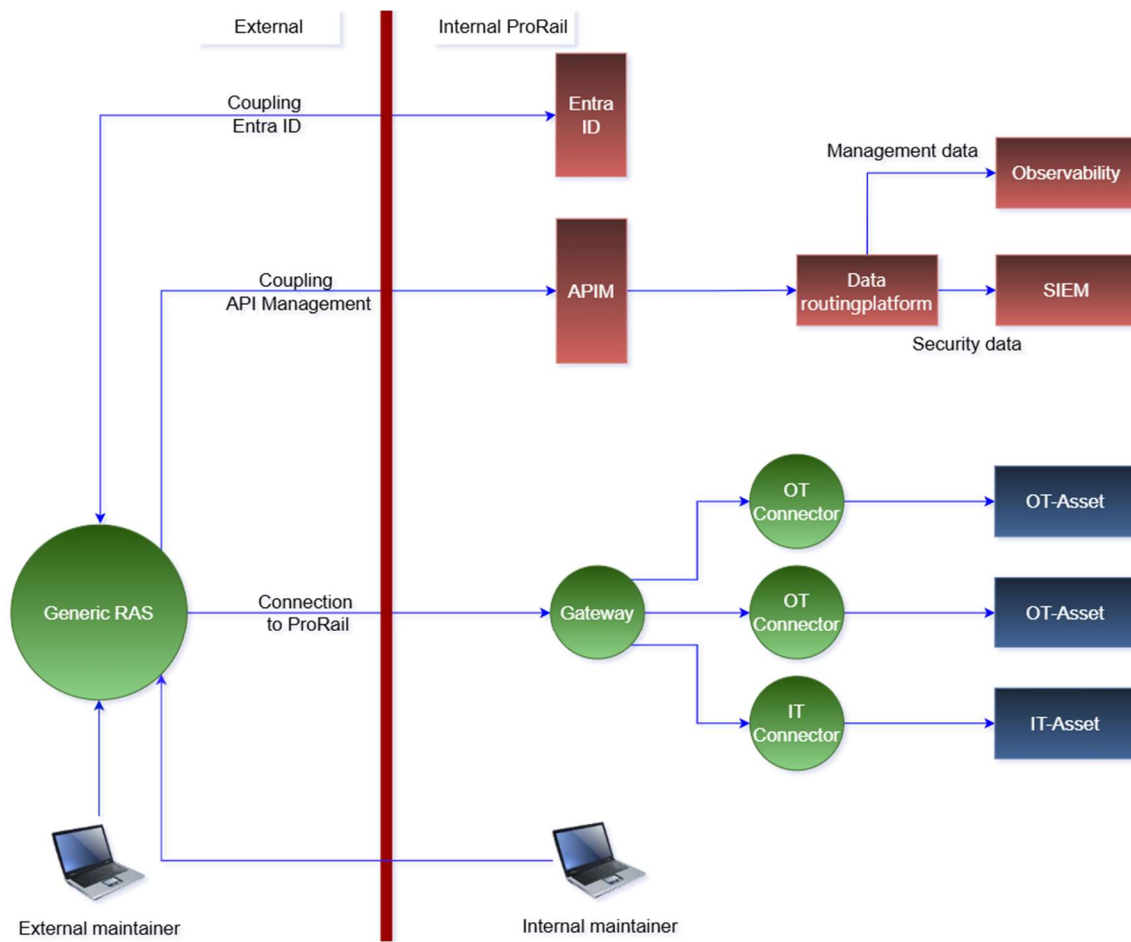 External
Internal ProRail
Coupling
Entra ID
Entra
ID
Management data
Observability
Coupling
API Management
APIM
Data
routingplatform
SIEM
Security data
OT
Connector
OT-Asset
Generic RAS
Connection
to ProRail
Gateway
OT
Connector
OT-Asset
IT
Connector
IT-Asset
External maintainer
Internal maintainer